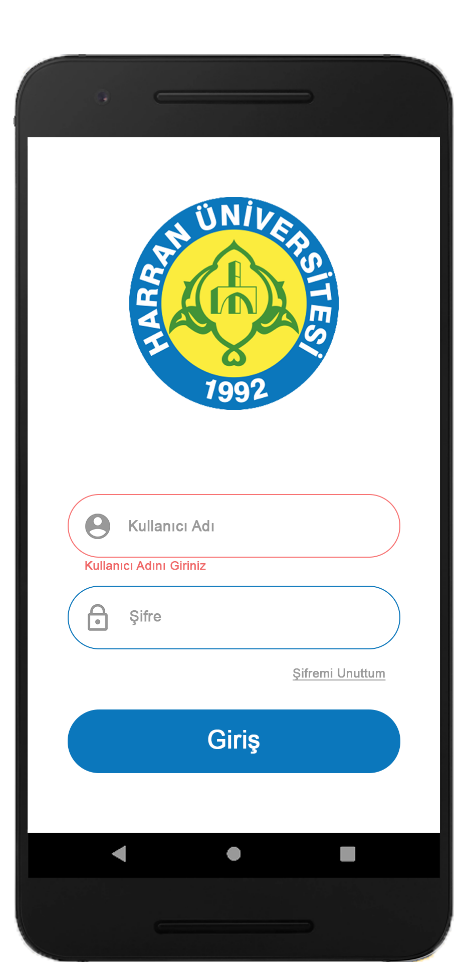 HARRAN ÜNİVERSİTESİ
1992
Kullanıcı Adı
Kullanıcı Adını Giriniz
Şifre
Şifremi Unuttum
Giriş